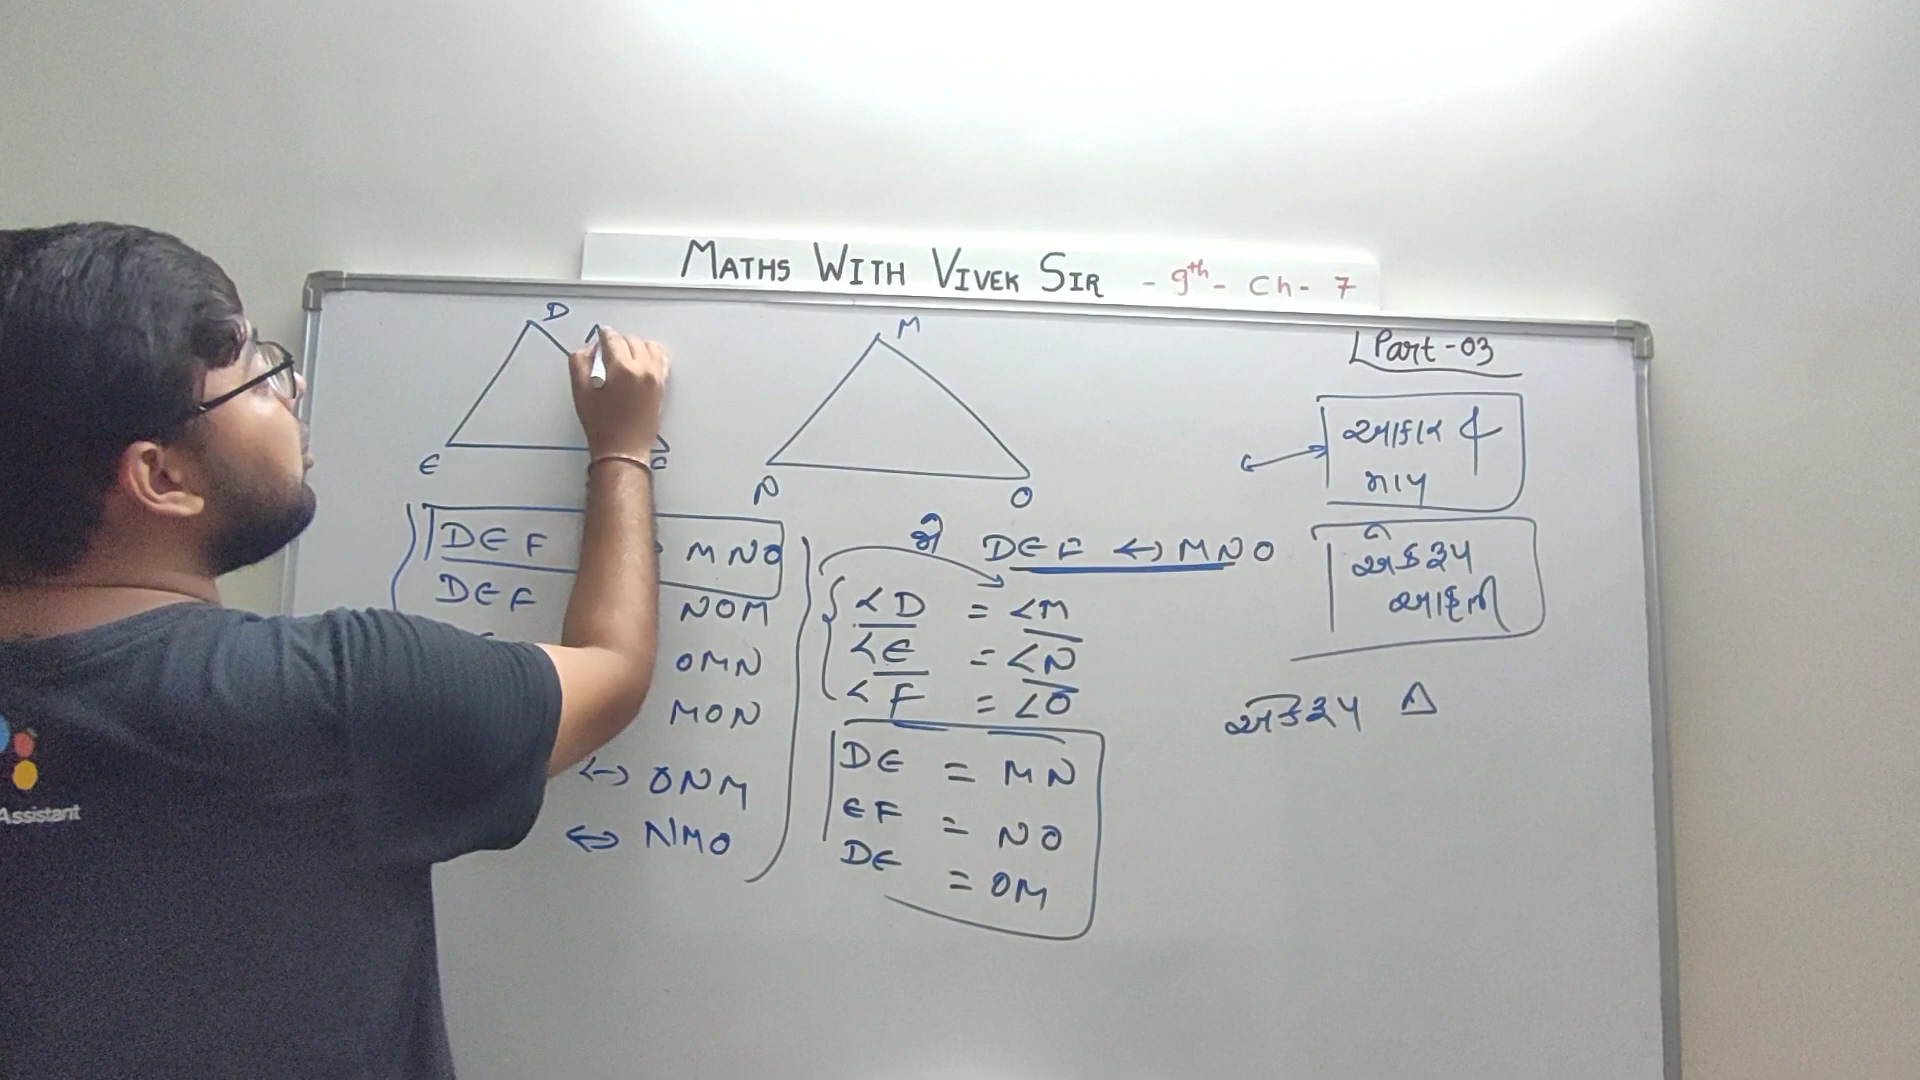 MATHS WITH VIVEK SIR - 9th - Ch - 7
Part - 03
D
M
E
N
O
આકાર
માપ
એકરૂપ
આકૃતિ
એકરૂપ Δ
DEF MNO
DEF NOM
OMN
MON
↔ ONM
↔ NMO
જો DEF ↔ MNO
∠D = ∠M
∠E = ∠N
∠F = ∠O
DE = MN
EF = NO
DE = OM
Assistant